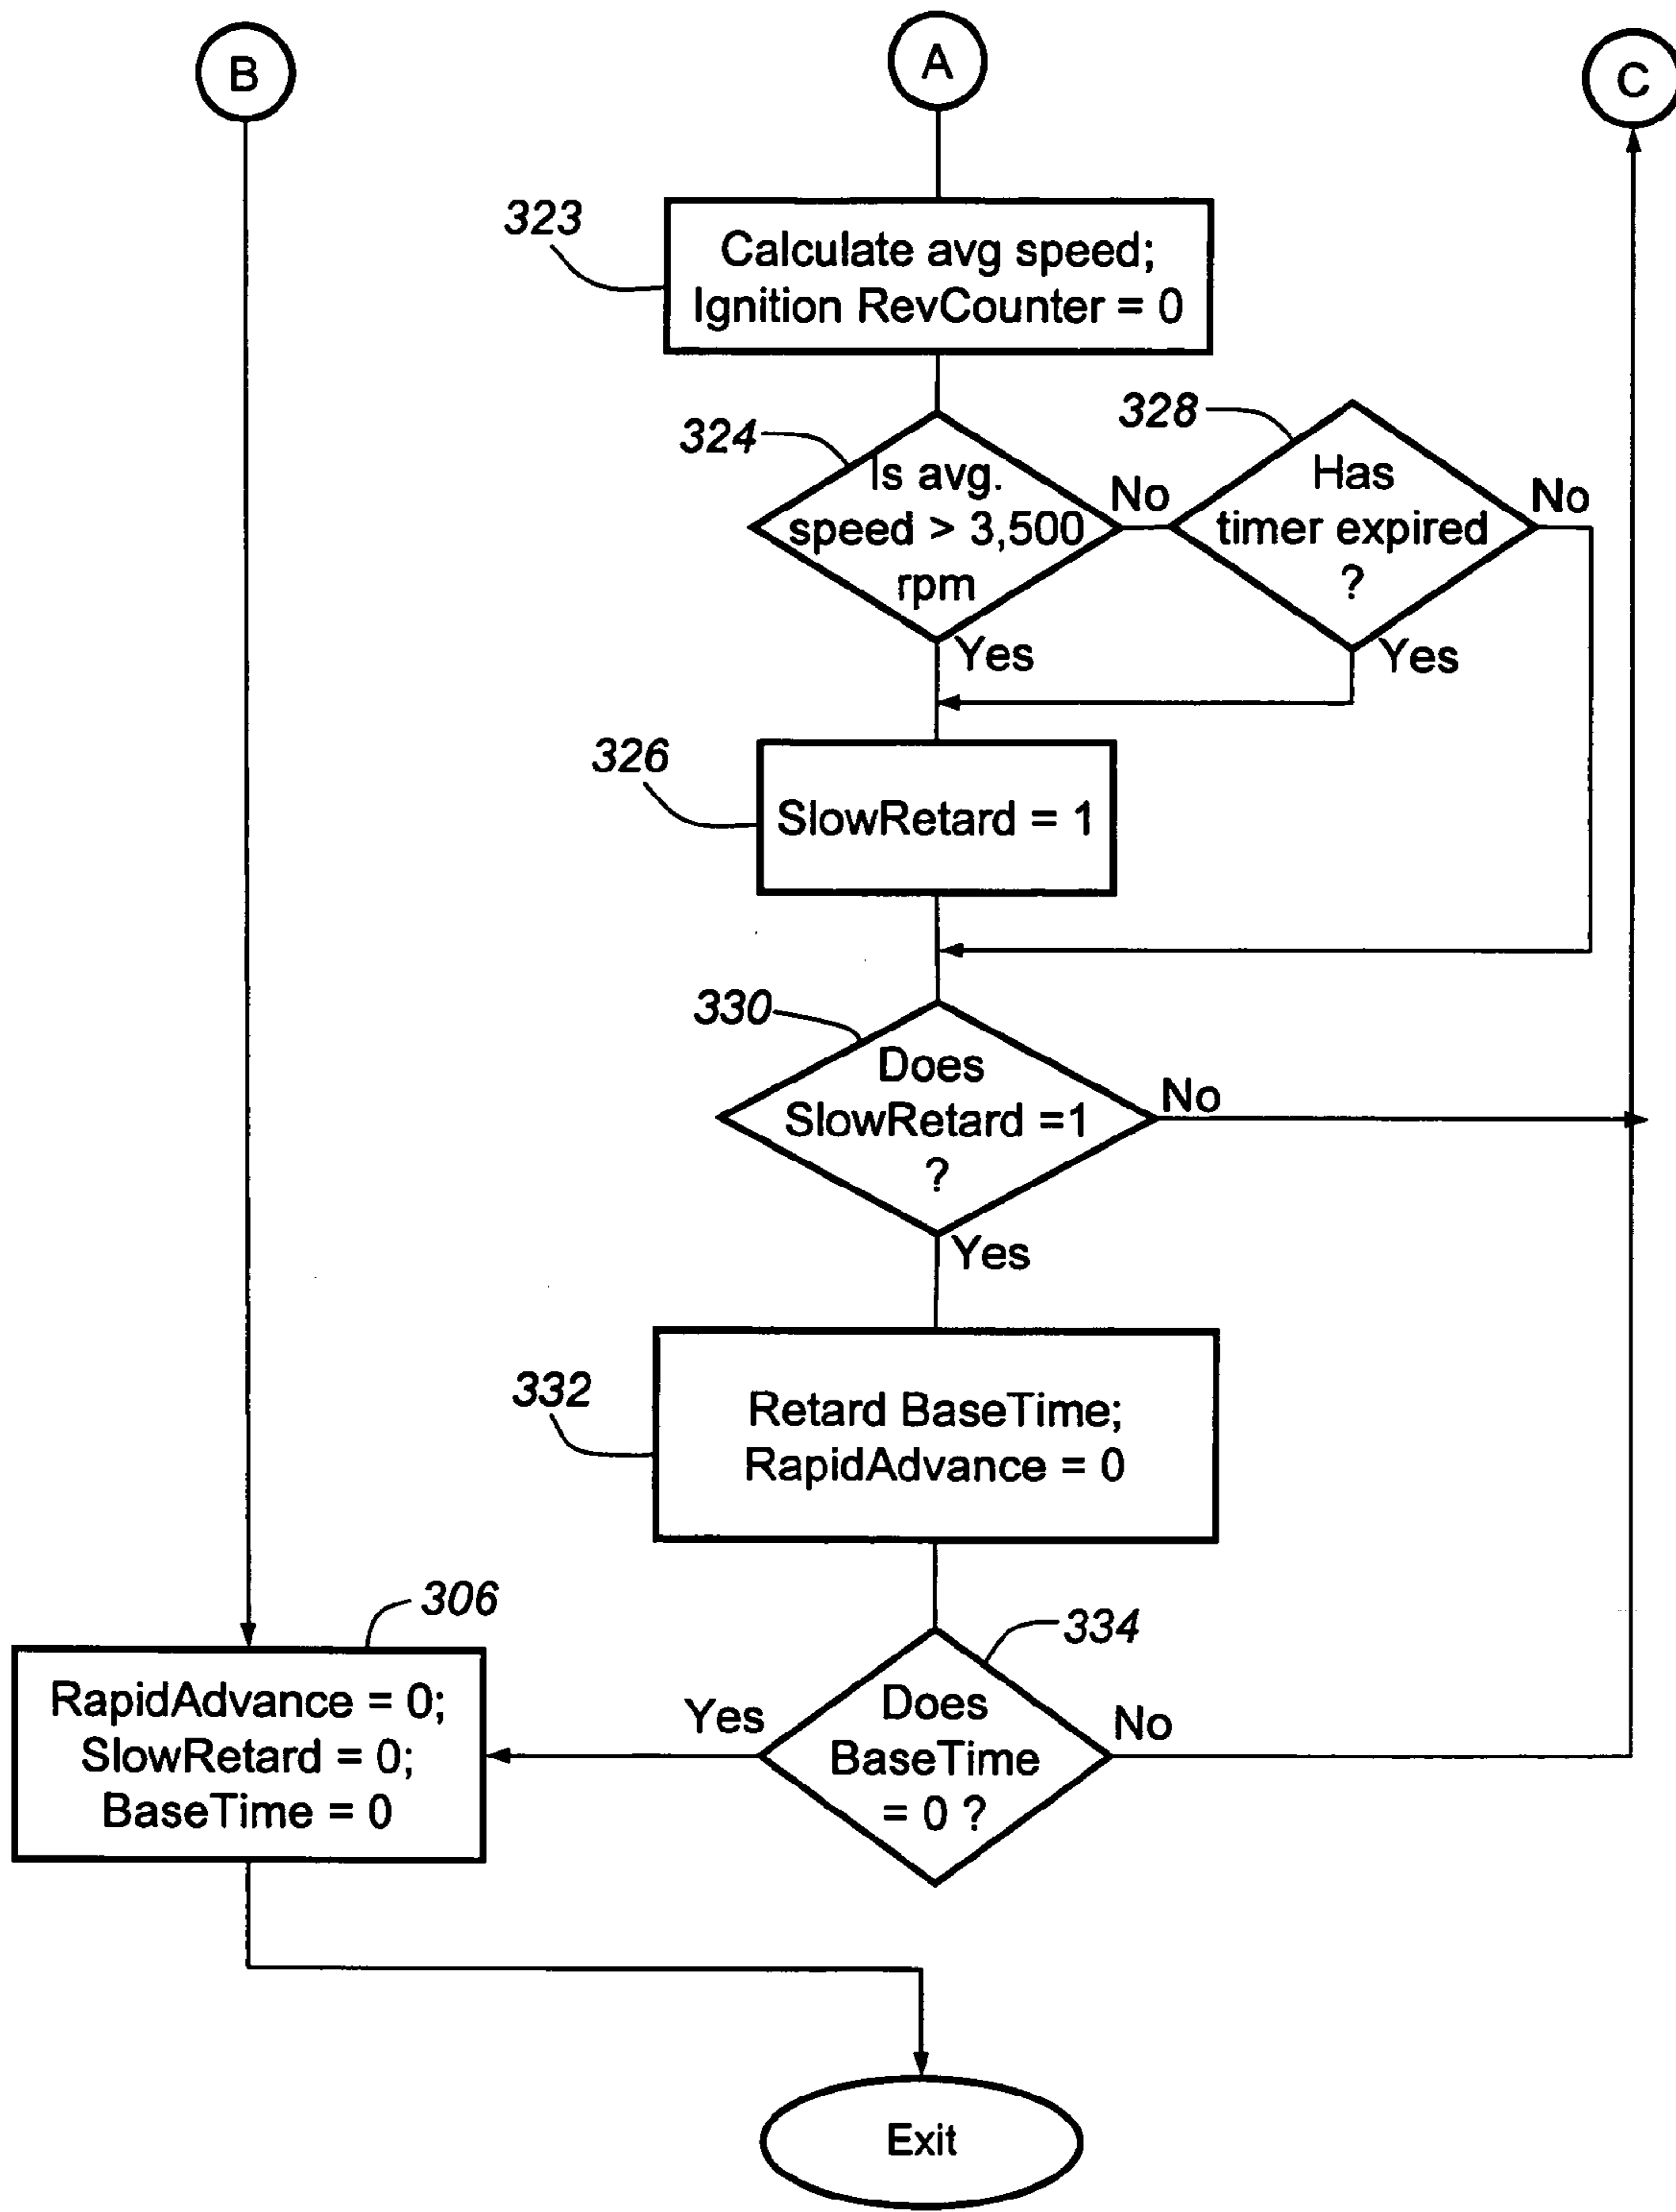 B
A
C
323
Calculate avg speed;
Ignition RevCounter = 0
324
Is avg.
speed > 3,500
rpm
No
Yes
328
Has
timer expired
?
No
Yes
326
SlowRetard = 1
330
Does
SlowRetard =1
?
No
Yes
332
Retard BaseTime;
RapidAdvance = 0
306
RapidAdvance = 0;
SlowRetard = 0;
BaseTime = 0
334
Does
BaseTime
= 0 ?
Yes
No
Exit